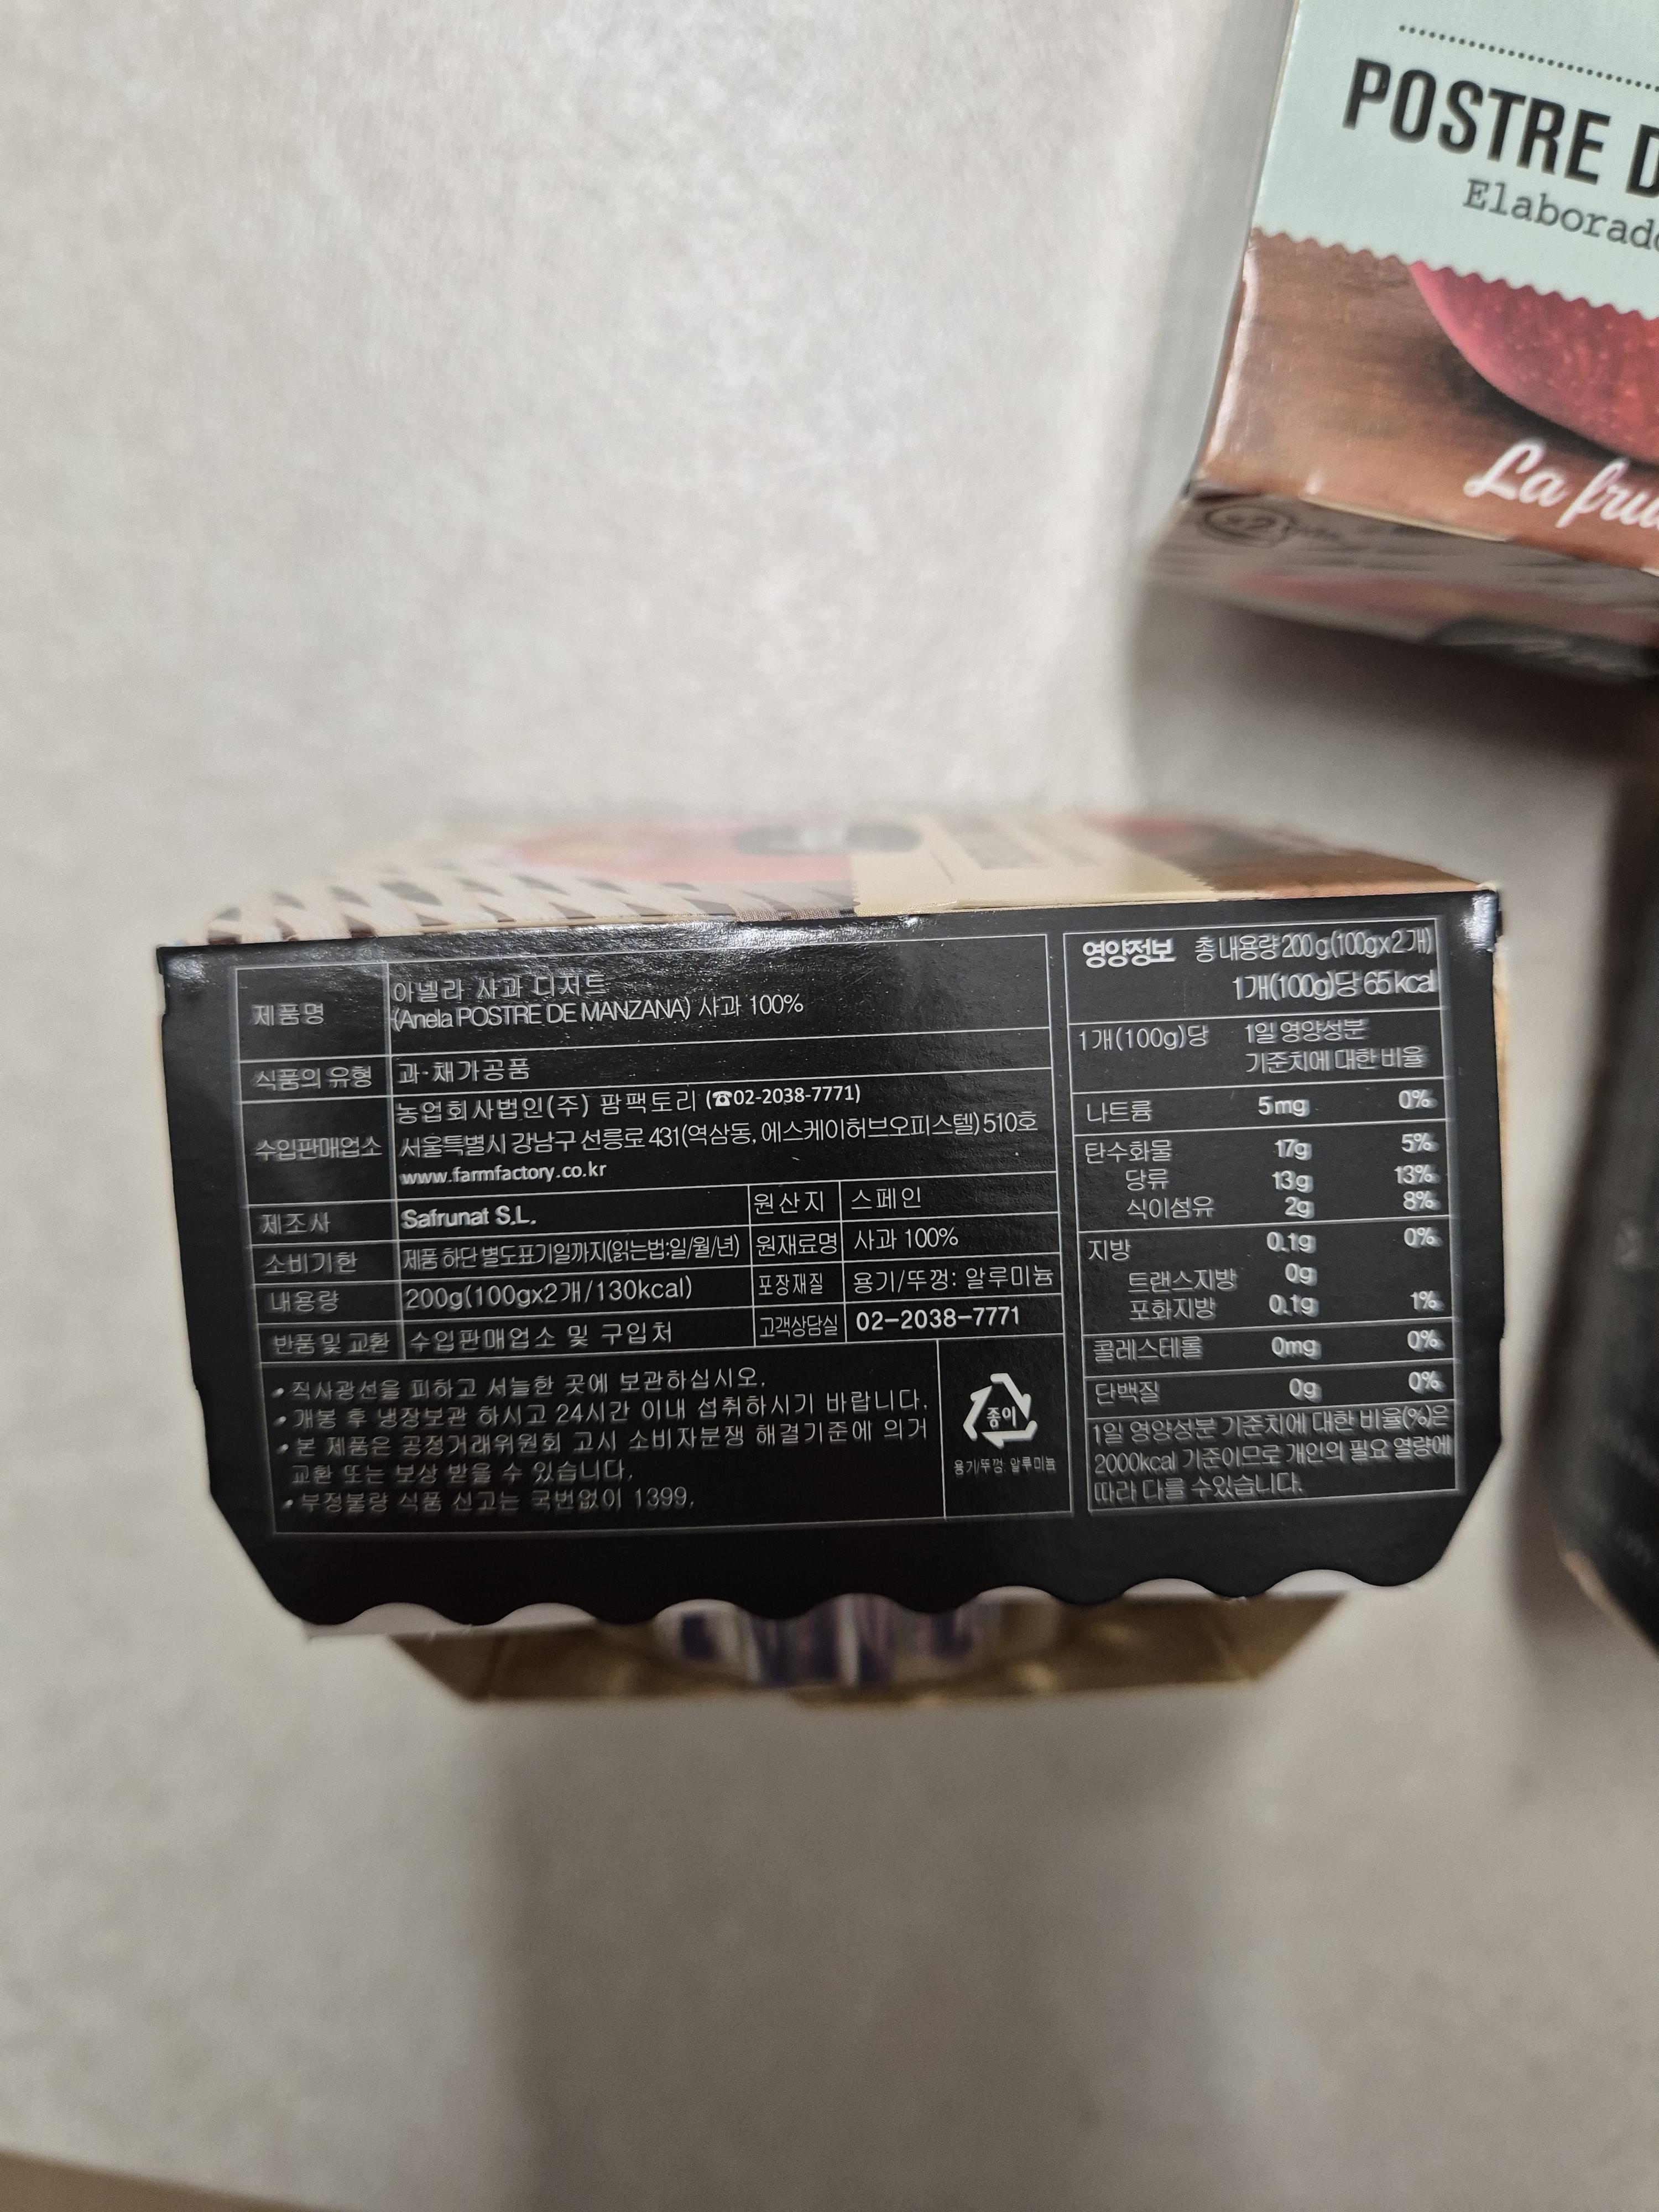 POSTRE D
Elaborado
La fru
x2
제품명
아넬라 사과 디저트
(Anela POSTRE DE MANZANA) 사과 100%
식품의 유형
과·채가공품
수입판매업소
농업회사법인(주) 팜팩토리 (☎02-2038-7771)
서울특별시 강남구 선릉로 431(역삼동, 에스케이허브오피스텔) 510호
www.farmfactory.co.kr
제조사
Safrunat S.L.
원산지
스페인
소비기한
제품 하단 별도표기일까지(읽는법:일/월/년)
원재료명
사과 100%
내용량
200g(100gx2개/130kcal)
포장재질
용기/뚜껑: 알루미늄
반품 및 교환
수입판매업소 및 구입처
고객상담실
02-2038-7771
• 직사광선을 피하고 서늘한 곳에 보관하십시오.
• 개봉 후 냉장보관 하시고 24시간 이내 섭취하시기 바랍니다.
• 본 제품은 공정거래위원회 고시 소비자분쟁 해결기준에 의거
교환 또는 보상 받을 수 있습니다.
• 부정불량 식품 신고는 국번없이 1399.
종이
용기/뚜껑: 알루미늄
영양정보 총 내용량 200g(100gx2개)
1개(100g)당 65kcal
1개(100g)당 1일 영양성분
기준치에 대한 비율
나트륨 5mg 0%
탄수화물 17g 5%
당류 13g 13%
식이섬유 2g 8%
지방 0.1g 0%
트랜스지방 0g
포화지방 0.1g 1%
콜레스테롤 0mg 0%
단백질 0g 0%
1일 영양성분 기준치에 대한 비율(%)은
2000kcal 기준이므로 개인의 필요 열량에
따라 다를 수있습니다.